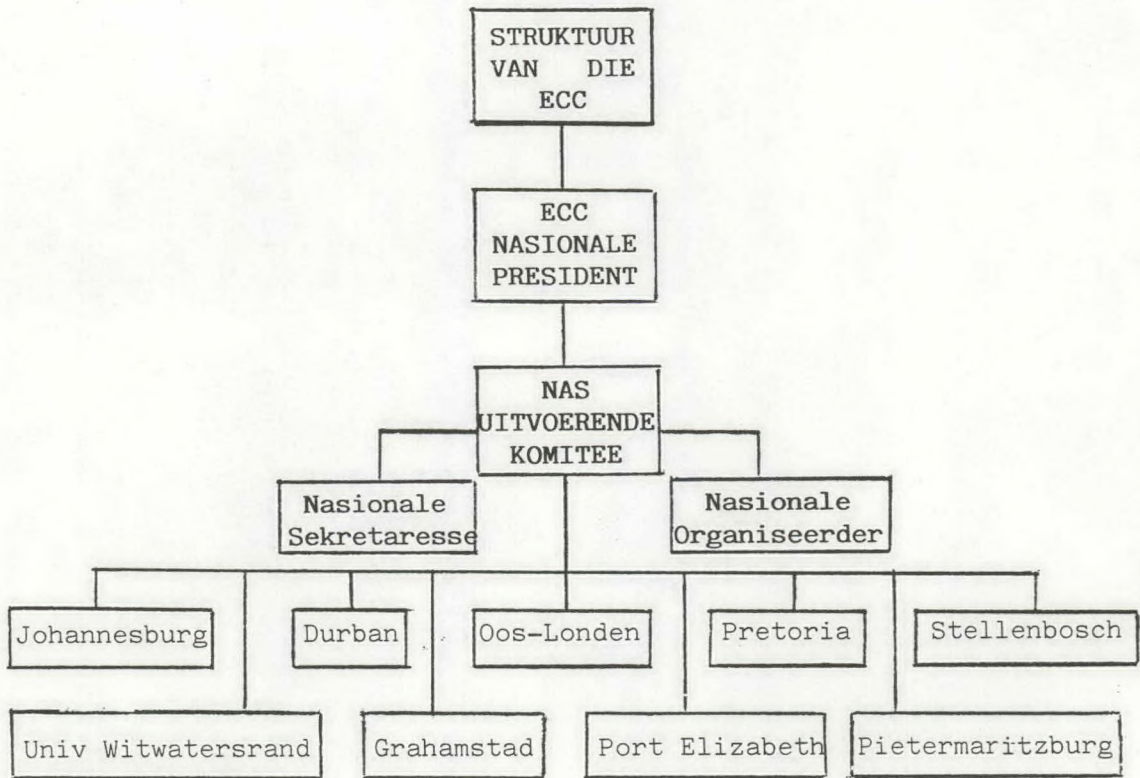 STRUKTUUR
VAN DIE
ECC
ECC
NASIONALE
PRESIDENT
NAS
UITVOERENDE
KOMITEE
Nasionale
Sekretaresse
Nasionale
Organiseerder
Johannesburg
Durban
Oos-Londen
Pretoria
Stellenbosch
Univ Witwatersrand
Grahamstad
Port Elizabeth
Pietermaritzburg